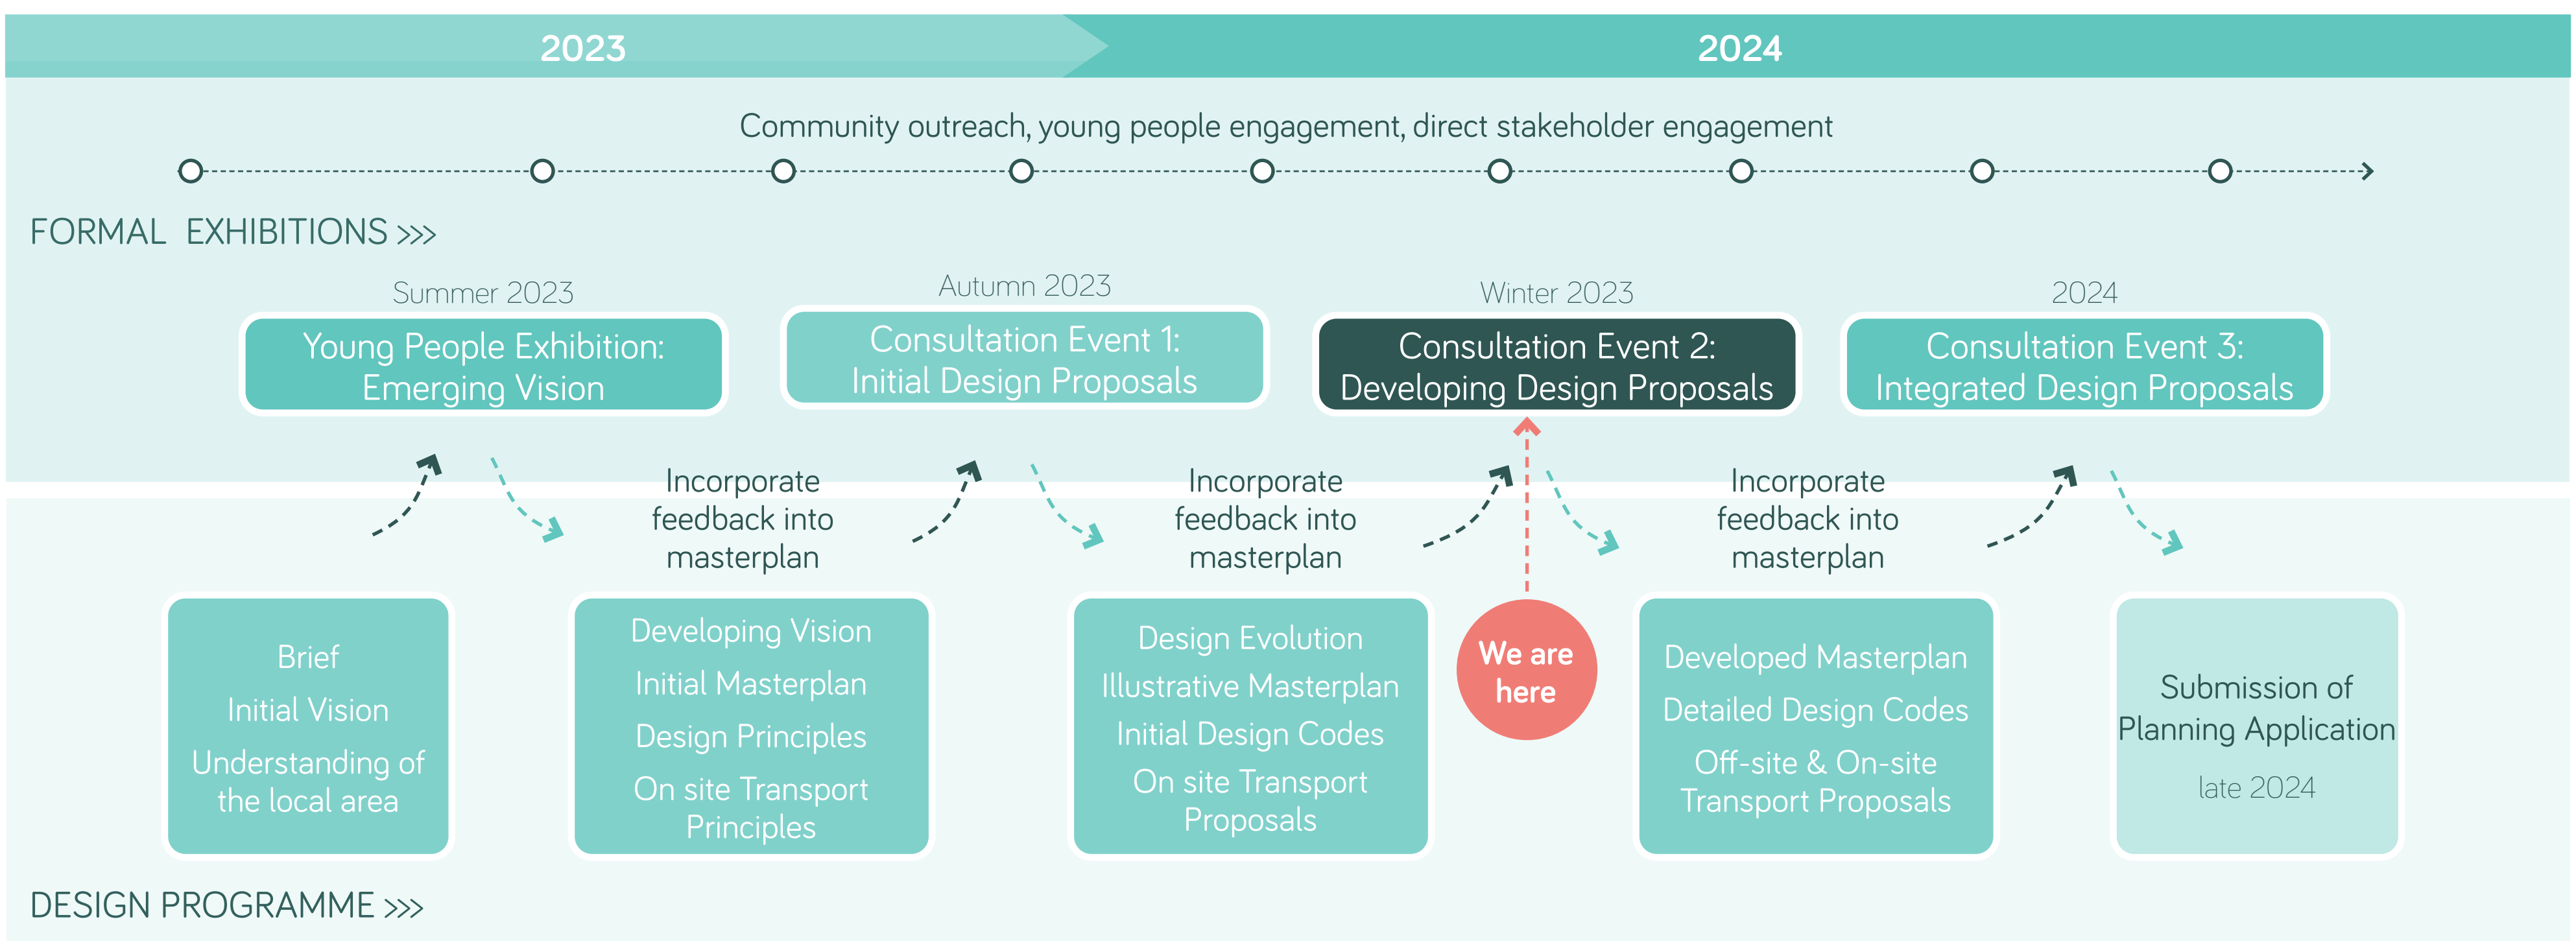 2023
2024
Community outreach, young people engagement, direct stakeholder engagement
FORMAL EXHIBITIONS >>>
Summer 2023
Young People Exhibition:
Emerging Vision
Autumn 2023
Consultation Event 1:
Initial Design Proposals
Winter 2023
Consultation Event 2:
Developing Design Proposals
2024
Consultation Event 3:
Integrated Design Proposals
Incorporate
feedback into
masterplan
Incorporate
feedback into
masterplan
Incorporate
feedback into
masterplan
Brief
Initial Vision
Understanding of
the local area
Developing Vision
Initial Masterplan
Design Principles
On site Transport
Principles
Design Evolution
Illustrative Masterplan
Initial Design Codes
On site Transport
Proposals
We are
here
Developed Masterplan
Detailed Design Codes
Off-site & On-site
Transport Proposals
Submission of
Planning Application
late 2024
DESIGN PROGRAMME >>>